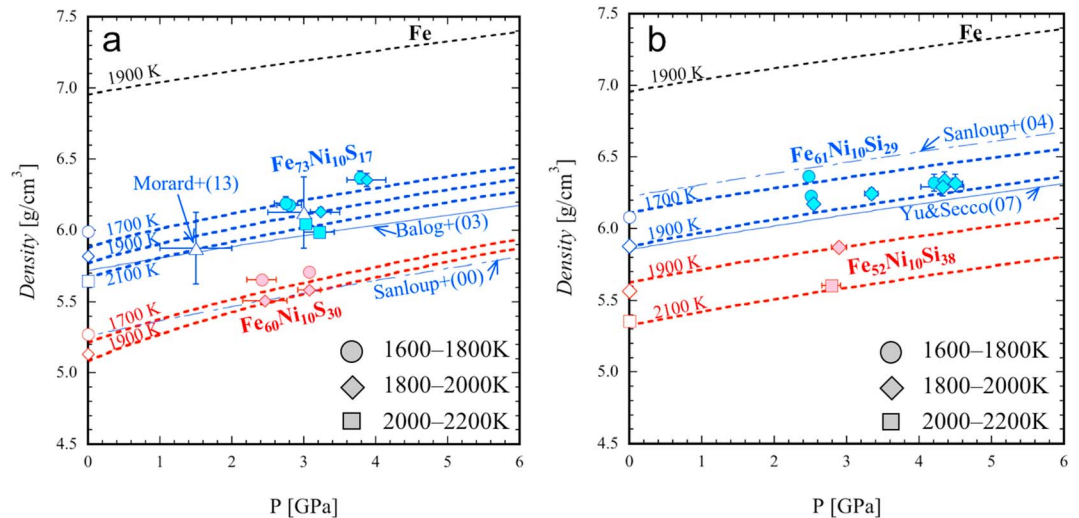 a
Fe
1900 K
Fe73Ni10S17
Morard+(13)
1700 K
1900 K
2100 K
Balog+(03)
1700 K
1900 K
Sanloup+(00)
Fe60Ni10S30
1600–1800K
1800–2000K
2000–2200K
Density [g/cm³]
7.5
7.0
6.5
6.0
5.5
5.0
4.5
0 1 2 3 4 5 6
P [GPa]
b
Fe
1900 K
Sanloup+(04)
Fe61Ni10Si29
1700 K
1900 K
Yu&Secco(07)
1900 K
Fe52Ni10Si38
2100 K
1600–1800K
1800–2000K
2000–2200K
Density [g/cm³]
7.5
7.0
6.5
6.0
5.5
5.0
4.5
0 1 2 3 4 5 6
P [GPa]